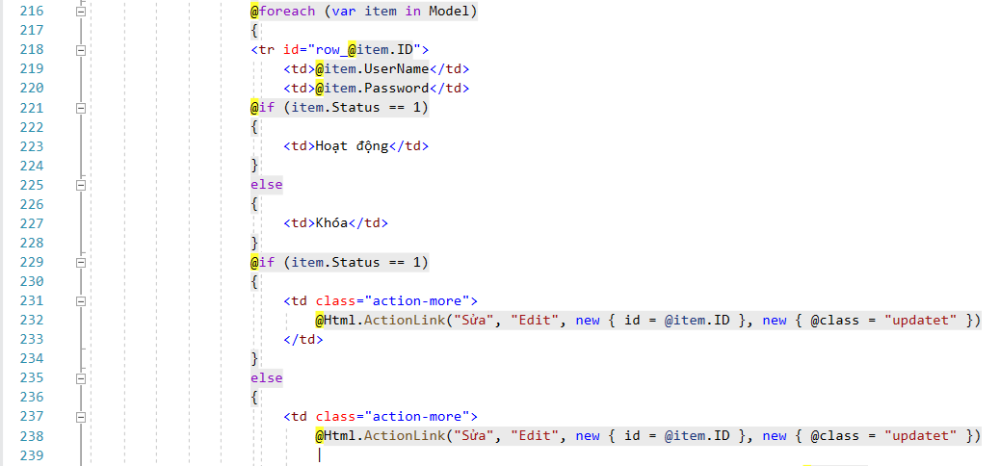 216 @foreach (var item in Model)
217 {
218 <tr id="row_@item.ID">
219 <td>@item.UserName</td>
220 <td>@item.Password</td>
221 @if (item.Status == 1)
222 {
223 <td>Hoạt động</td>
224 }
225 else
226 {
227 <td>Khóa</td>
228 }
229 @if (item.Status == 1)
230 {
231 <td class="action-more">
232 @Html.ActionLink("Sửa", "Edit", new { id = @item.ID }, new { @class = "updatet" })
233 </td>
234 }
235 else
236 {
237 <td class="action-more">
238 @Html.ActionLink("Sửa", "Edit", new { id = @item.ID }, new { @class = "updatet" })
239